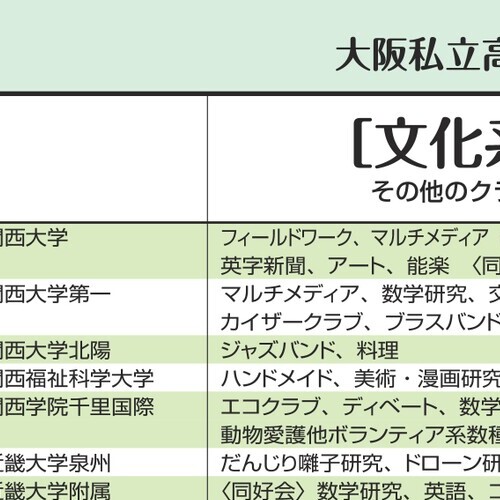 大阪私立高
[文化系
その他のクラ
関西大学
フィールドワーク、マルチメディア
英字新聞、アート、能楽 〈同
関西大学第一
マルチメディア、数学研究、
カイザークラブ、ブラスバンド
関西大学北陽
ジャズバンド、料理
関西福祉科学大学
ハンドメイド、美術・漫画研究
関西学院千里国際
エコクラブ、ディベート、数学
動物愛護他ボランティア系数種
近畿大学泉州
だんじり囃子研究、ドローン研
近畿大学附属
〈同好会〉数学研究、英語、